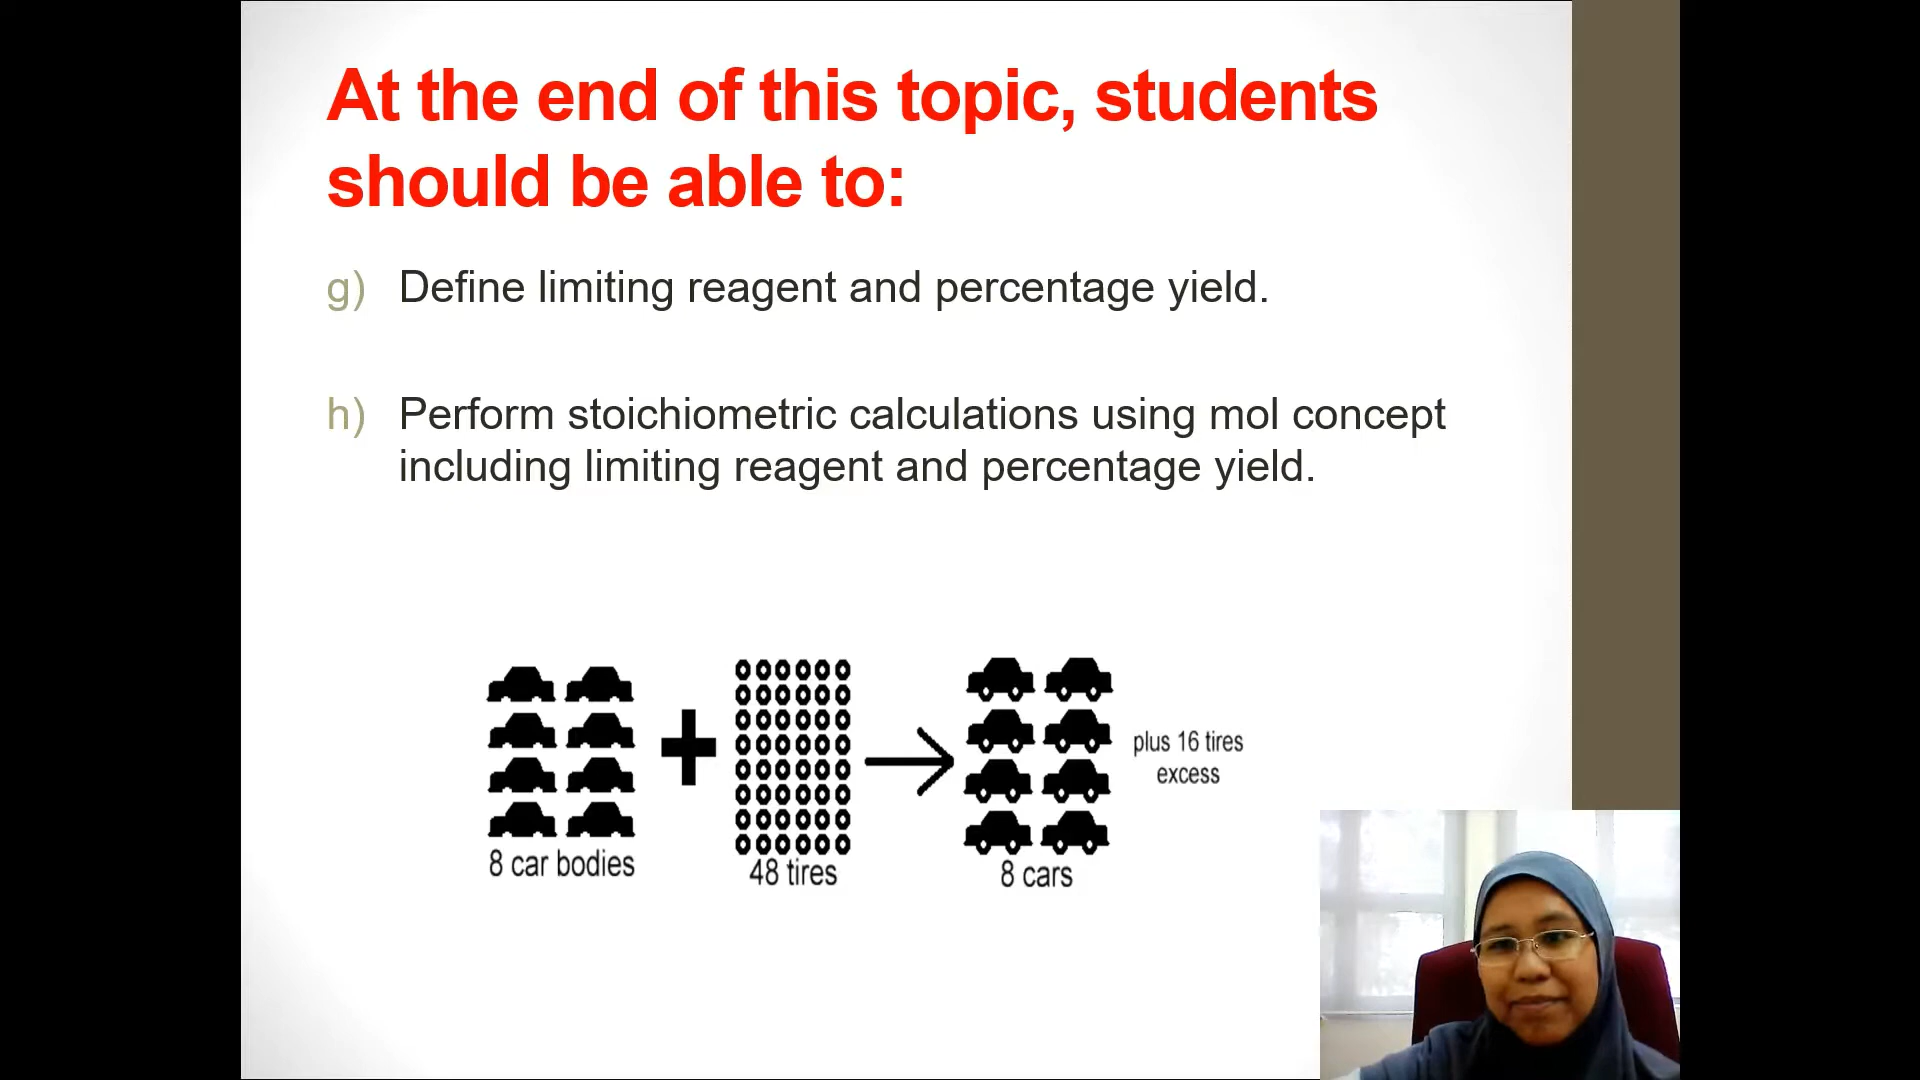 At the end of this topic, students
should be able to:
g) Define limiting reagent and percentage yield.
h) Perform stoichiometric calculations using mol concept
including limiting reagent and percentage yield.
8 car bodies
48 tires
8 cars
plus 16 tires
excess